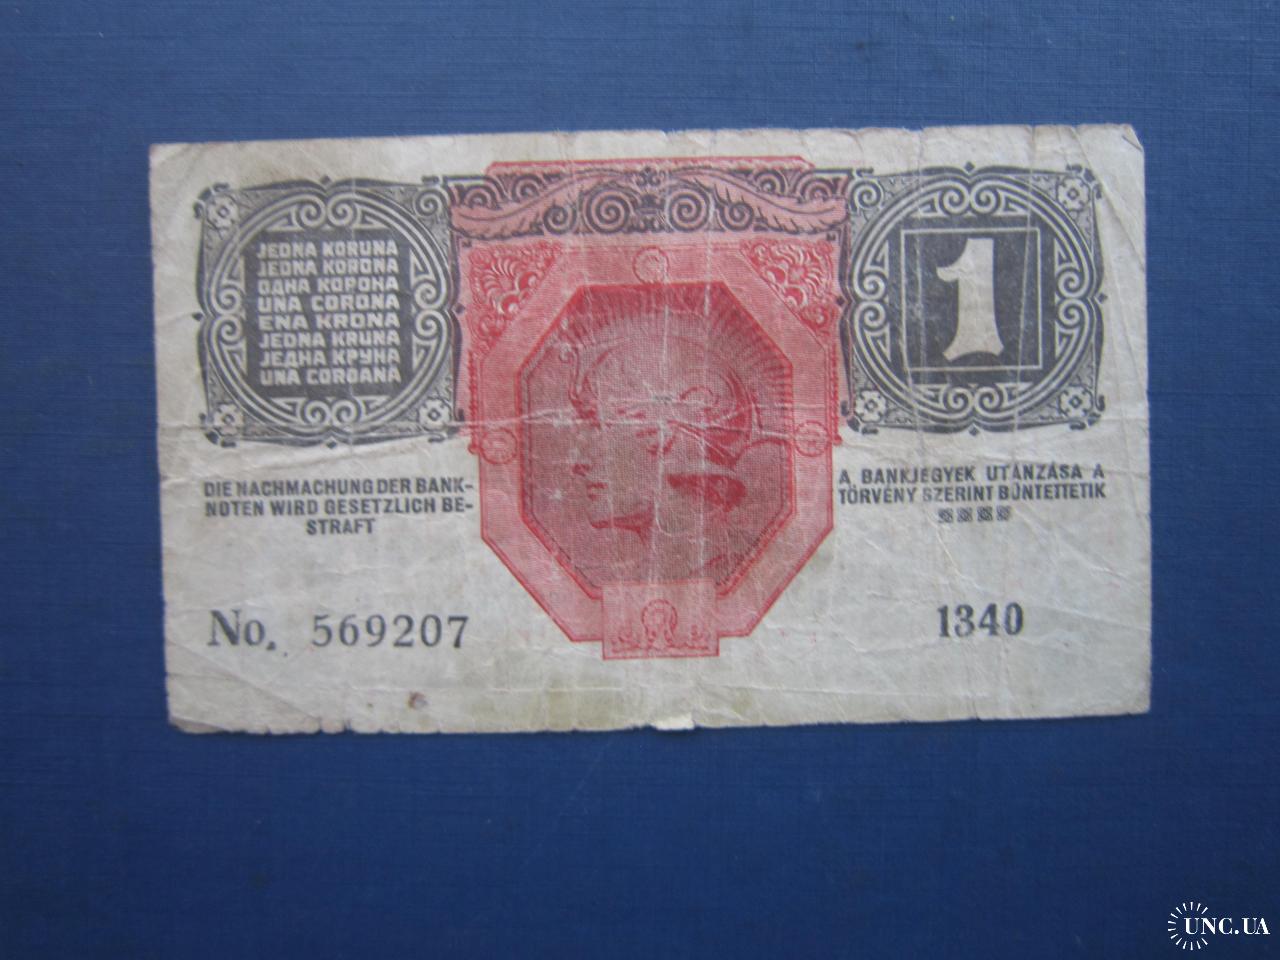 JEDNA KORUNA
JEDNA KORONA
ОДНА КОРОНА
UNA CORONA
ENA KRONA
JEDNA KRUNA
ЈЕДНА КРУНА
UNA COROANA
1
DIE NACHMACHUNG DER BANK-
NOTEN WIRD GESETZLICH BE-
STRAFT
A BANKJEGYEK UTÁNZÁSA A
TÖRVÉNY SZERINT BÜNTETTETIK
No. 569207
1340
UNC.UA